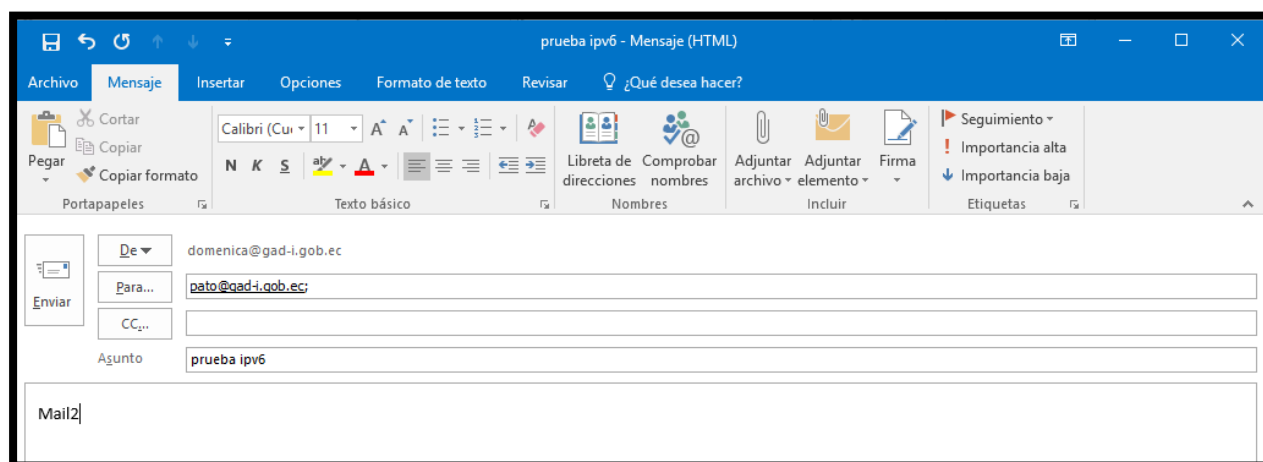 prueba ipv6 - Mensaje (HTML)
Archivo Mensaje Insertar Opciones Formato de texto Revisar ¿Qué desea hacer?
Pegar
Cortar
Copiar
Copiar formato
Portapapeles
Calibri (Cu 11
N K S
Texto básico
Libreta de direcciones
Comprobar nombres
Nombres
Adjuntar archivo
Adjuntar elemento
Firma
Incluir
Seguimiento
Importancia alta
Importancia baja
Etiquetas
Enviar
De domenica@gad-i.gob.ec
Para... pato@gad-i.gob.ec;
CC...
Asunto prueba ipv6
Mail2